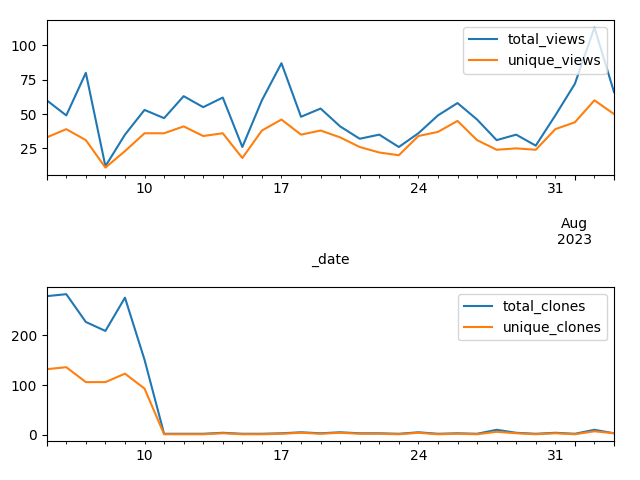 100
75
50
25
total_views
unique_views
10
17
24
31
Aug
2023
_date
200
100
0
total_clones
unique_clones
10
17
24
31